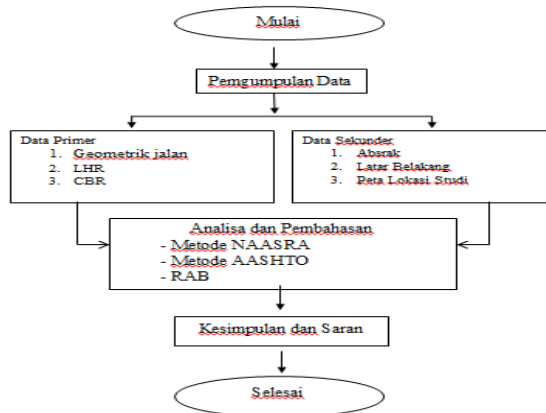 Mulai
Pemgumpulan Data
Data Primer
1. Geometrik jalan
2. LHR
3. CBR
Data Sekunder
1. Absrak
2. Latar Belakang
3. Peta Lokasi Studi
Analisa dan Pembahasan
- Metode NAASRA
- Metode AASHTO
- RAB
Kesimpulan dan Saran
Selesai